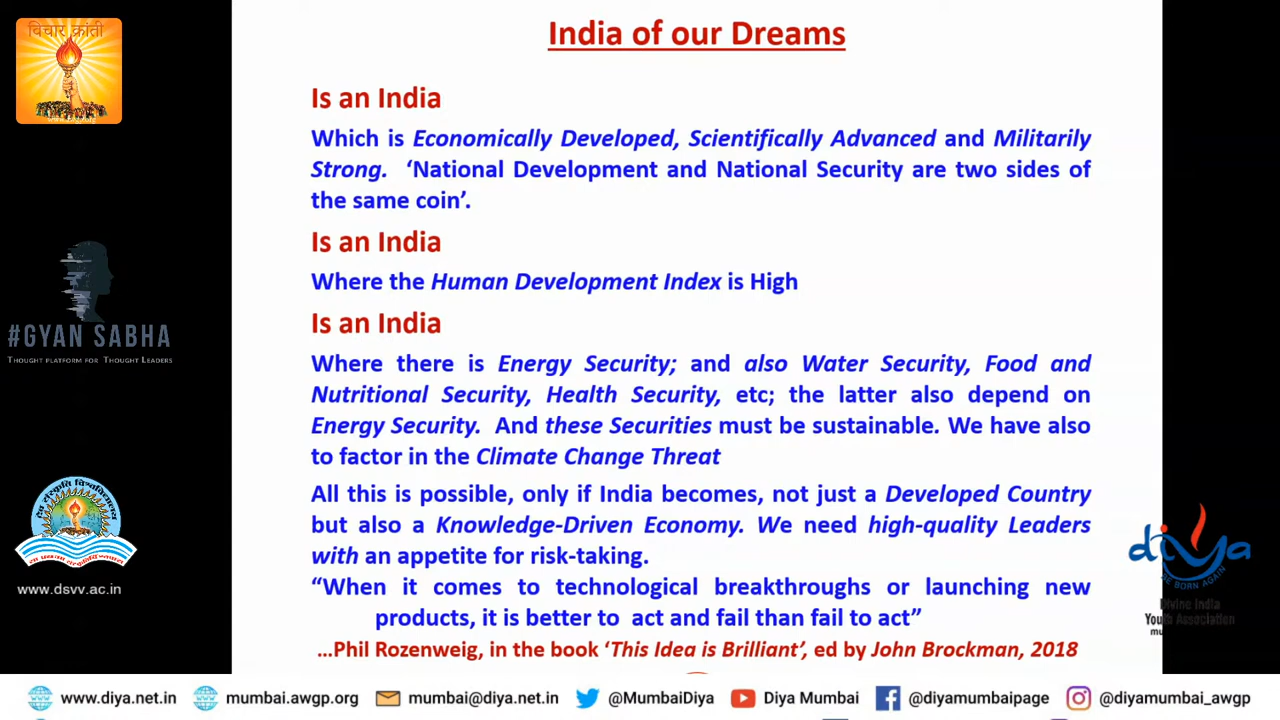 विचार क्रांती
India of our Dreams
Is an India
Which is Economically Developed, Scientifically Advanced and Militarily
Strong. ‘National Development and National Security are two sides of
the same coin’.
Is an India
Where the Human Development Index is High
Is an India
Where there is Energy Security; and also Water Security, Food and
Nutritional Security, Health Security, etc; the latter also depend on
Energy Security. And these Securities must be sustainable. We have also
to factor in the Climate Change Threat
All this is possible, only if India becomes, not just a Developed Country
but also a Knowledge-Driven Economy. We need high-quality Leaders
with an appetite for risk-taking.
“When it comes to technological breakthroughs or launching new
products, it is better to act and fail than fail to act”
…Phil Rozenweig, in the book ‘This Idea is Brilliant’, ed by John Brockman, 2018
#GYAN SABHA
THOUGHT PLATFORM FOR THOUGHT LEADERS
www.dsvv.ac.in
diya
BE BORN AGAIN
Divine India
Youth Association
www.diya.net.in mumbai.awgp.org mumbai@diya.net.in @MumbaiDiya Diya Mumbai @diyamumbaipage @diyamumbai_awgp